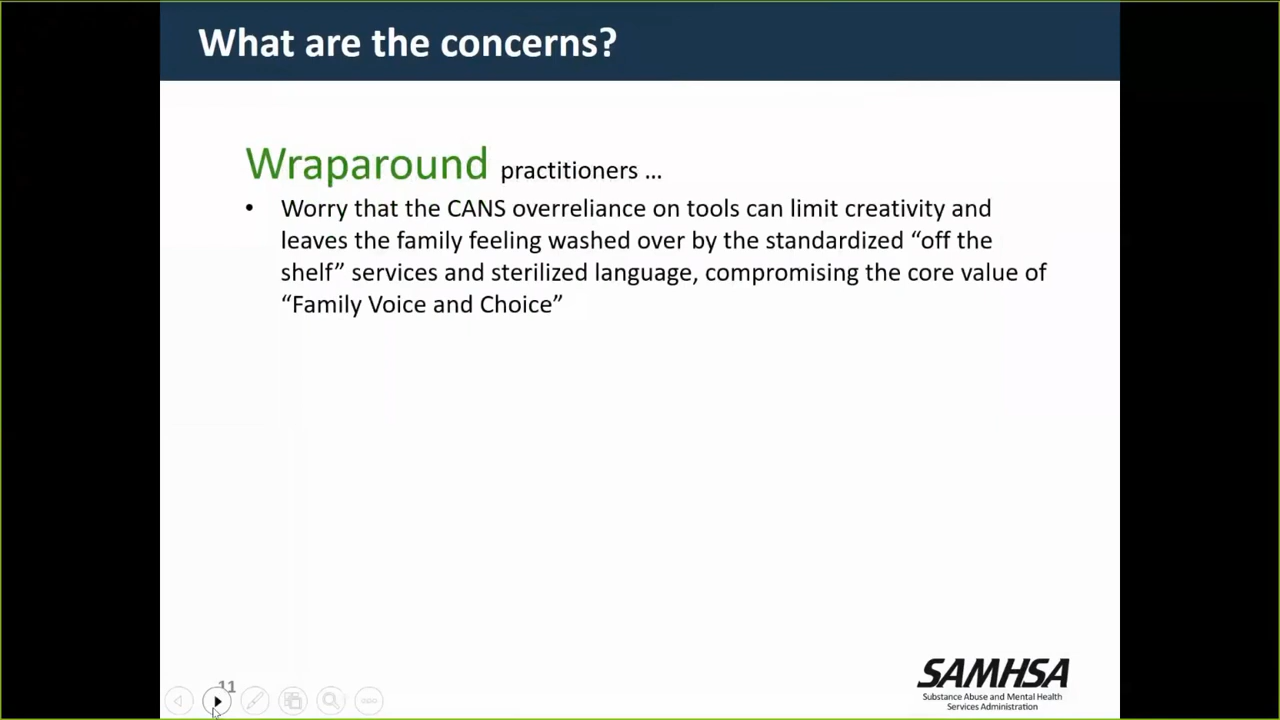 What are the concerns?
Wraparound practitioners ...
• Worry that the CANS overreliance on tools can limit creativity and
leaves the family feeling washed over by the standardized “off the
shelf” services and sterilized language, compromising the core value of
“Family Voice and Choice”
11
SAMHSA
Substance Abuse and Mental Health
Services Administration